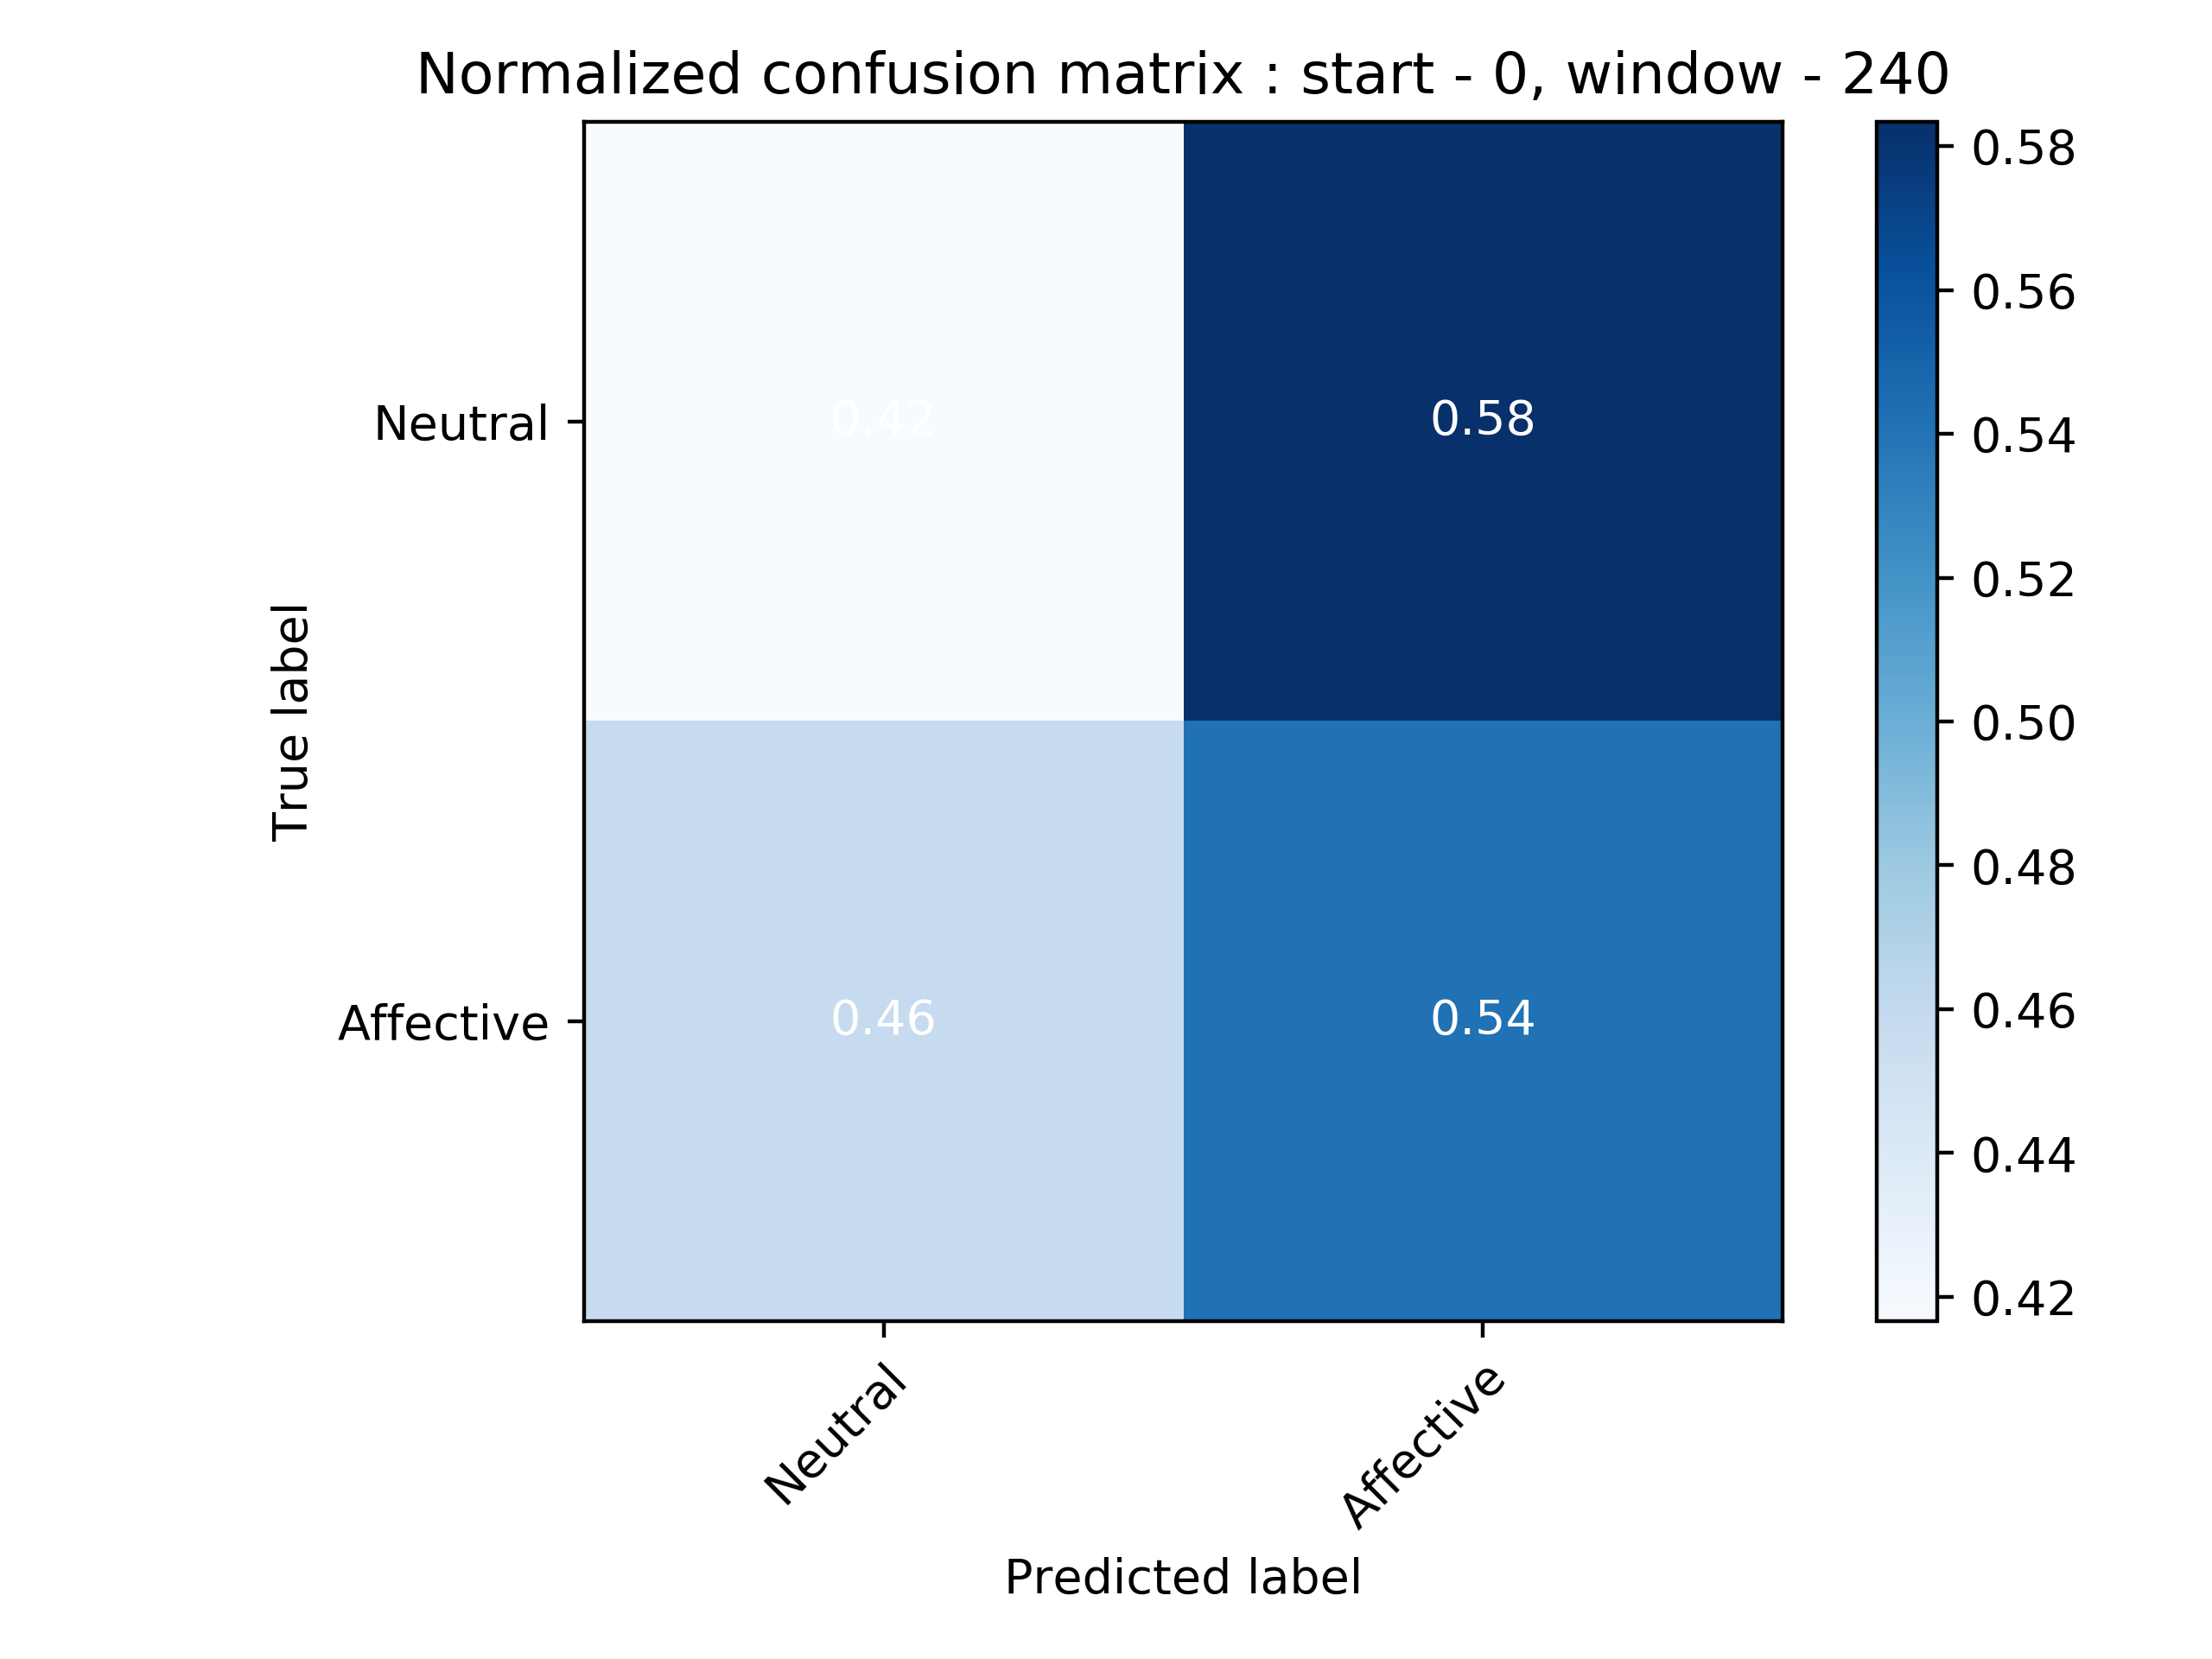 Normalized confusion matrix : start - 0, window - 240
True label
Neutral
Affective
0.42 0.58
0.46 0.54
Neutral
Affective
Predicted label
0.58
0.56
0.54
0.52
0.50
0.48
0.46
0.44
0.42